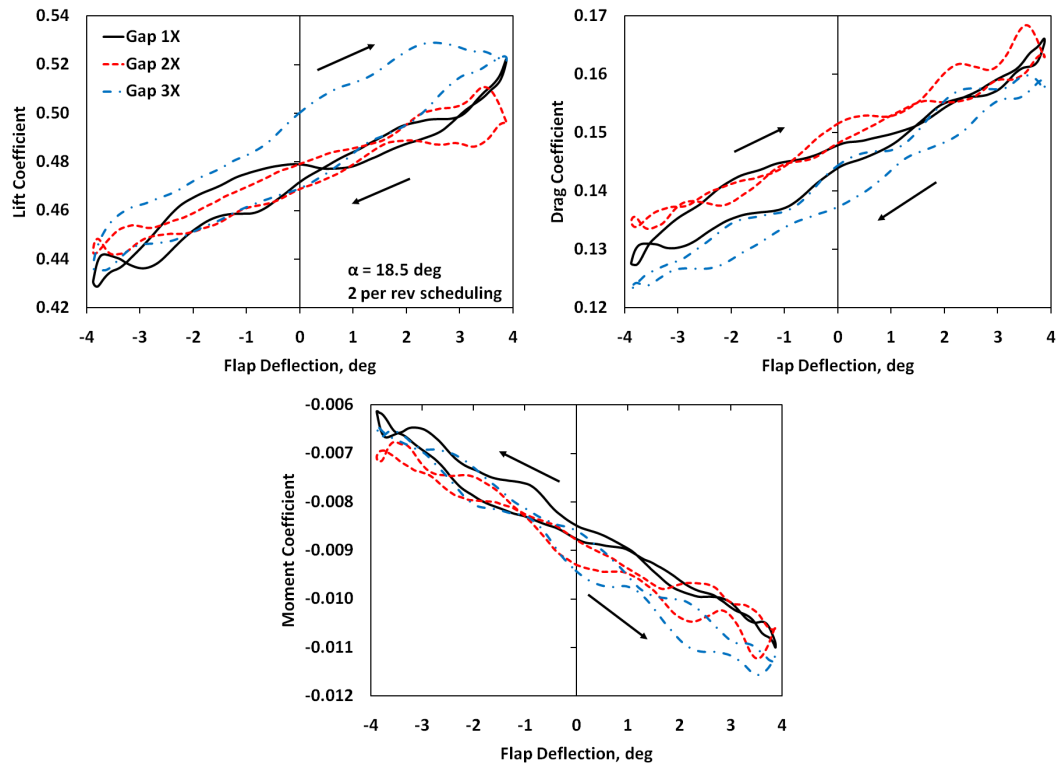 0.54
0.52
0.50
0.48
0.46
0.44
0.42
Lift Coefficient
Gap 1X
Gap 2X
Gap 3X
α = 18.5 deg
2 per rev scheduling
-4 -3 -2 -1 0 1 2 3 4
Flap Deflection, deg
0.17
0.16
0.15
0.14
0.13
0.12
Drag Coefficient
-4 -3 -2 -1 0 1 2 3 4
Flap Deflection, deg
-0.006
-0.007
-0.008
-0.009
-0.010
-0.011
-0.012
Moment Coefficient
-4 -3 -2 -1 0 1 2 3 4
Flap Deflection, deg